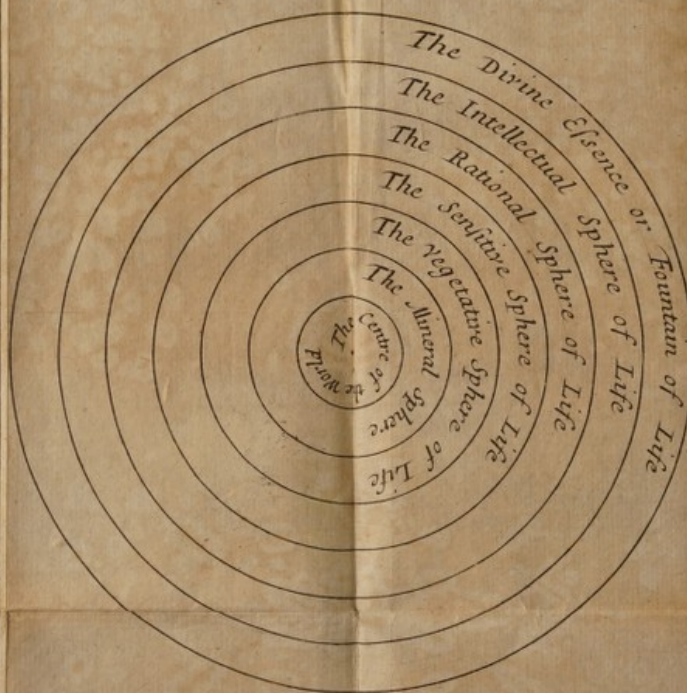 The Divine Eſsence or Fountain of Life
The Intellectual Sphere of Life
The Rational Sphere of Life
The Senſitive Sphere of Life
The vegetative Sphere of Life
The Mineral Sphere
The Centre of the World